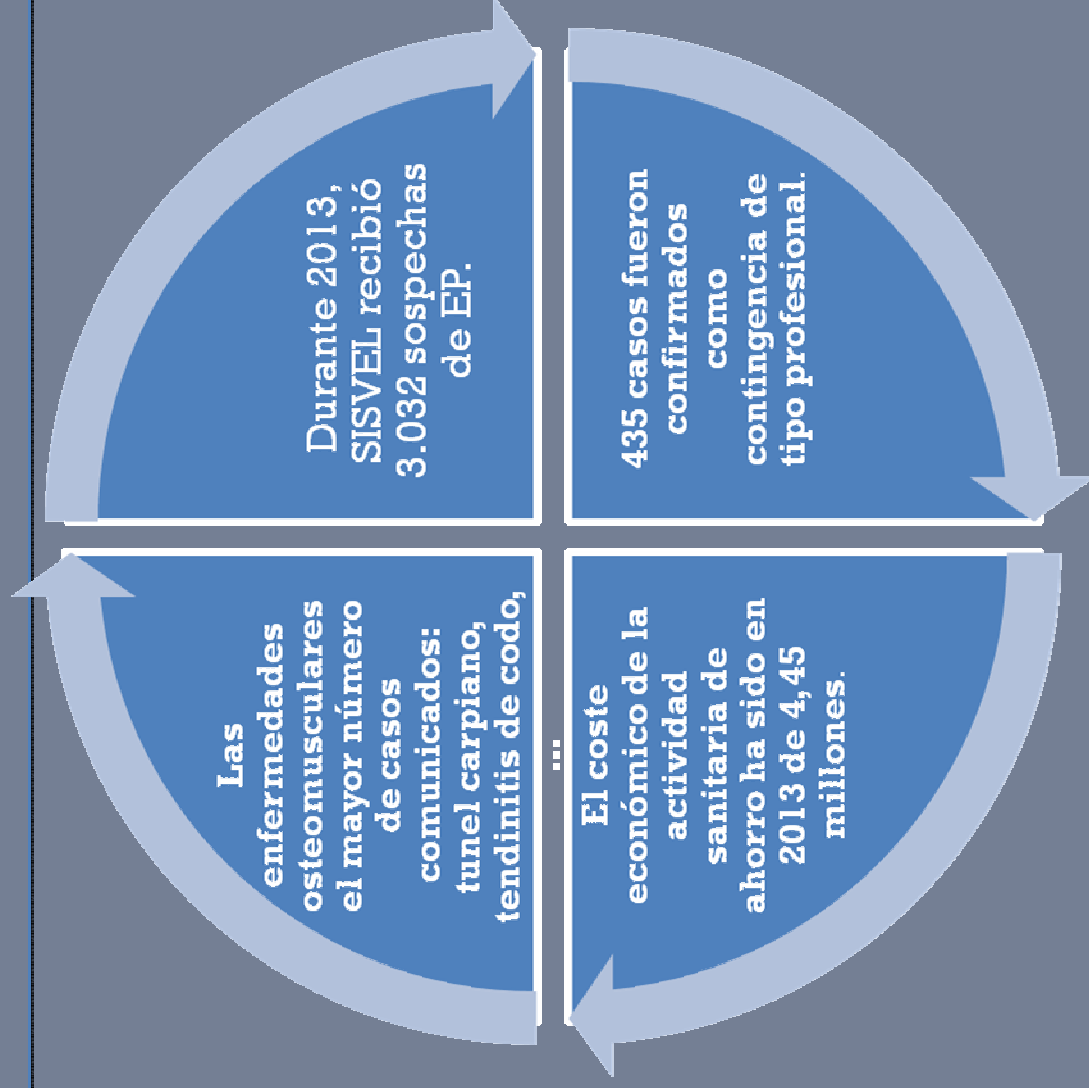 Las
enfermedades
osteomusculares
el mayor número
de casos
comunicados:
tunel carpiano,
tendinitis de codo,
...
Durante 2013,
SISVEL recibió
3.032 sospechas
de EP.
El coste
económico de la
actividad
sanitaria de
ahorro ha sido en
2013 de 4,45
millones.
435 casos fueron
confirmados
como
contingencia de
tipo profesional.